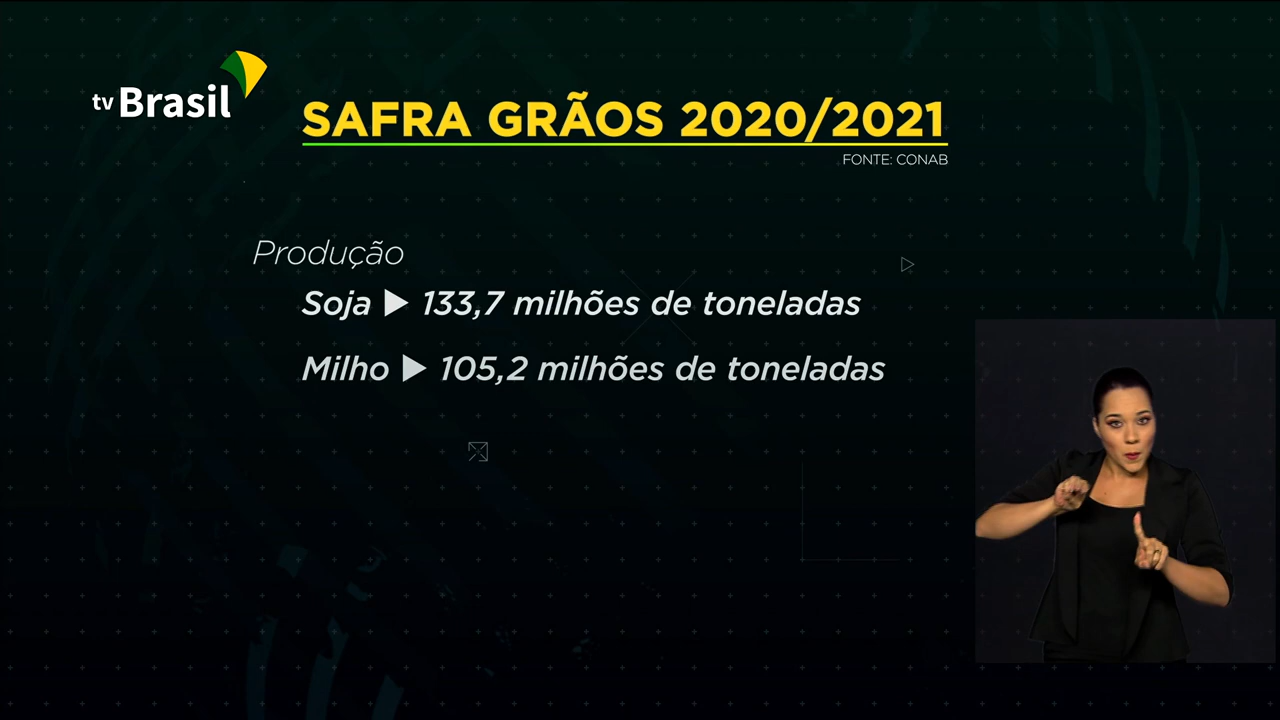 tv Brasil
SAFRA GRÃOS 2020/2021
FONTE: CONAB
Produção
Soja ▶ 133,7 milhões de toneladas
Milho ▶ 105,2 milhões de toneladas